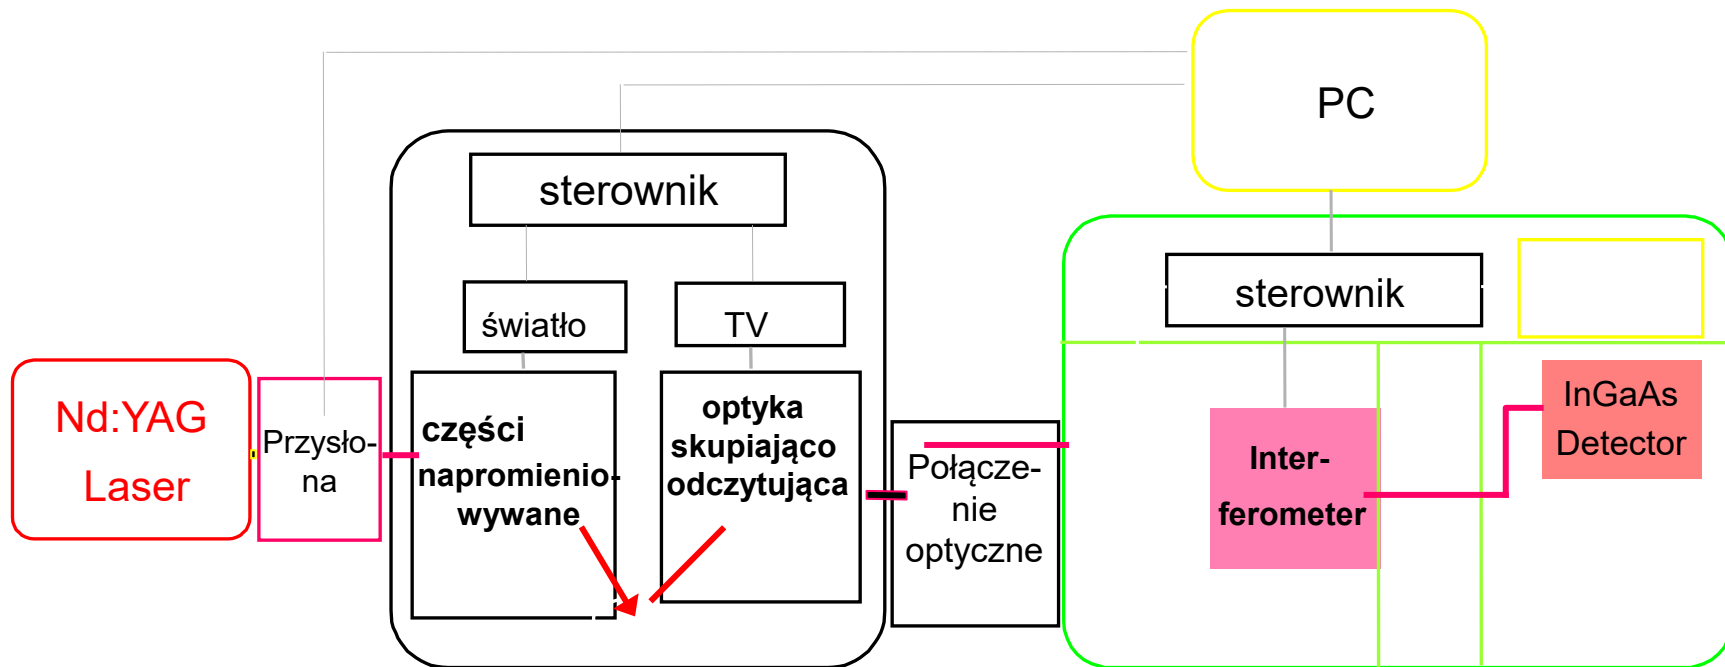 PC
sterownik
światło
TV
sterownik
Nd:YAG
Laser
Przysło-
na
części
napromienio-
wywane
optyka
skupiająco
odczytująca
Połącze-
nie
optyczne
Inter-
ferometer
InGaAs
Detector